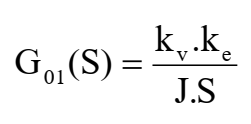 G₀₁(S) = kᵥ.kₑ / J.S